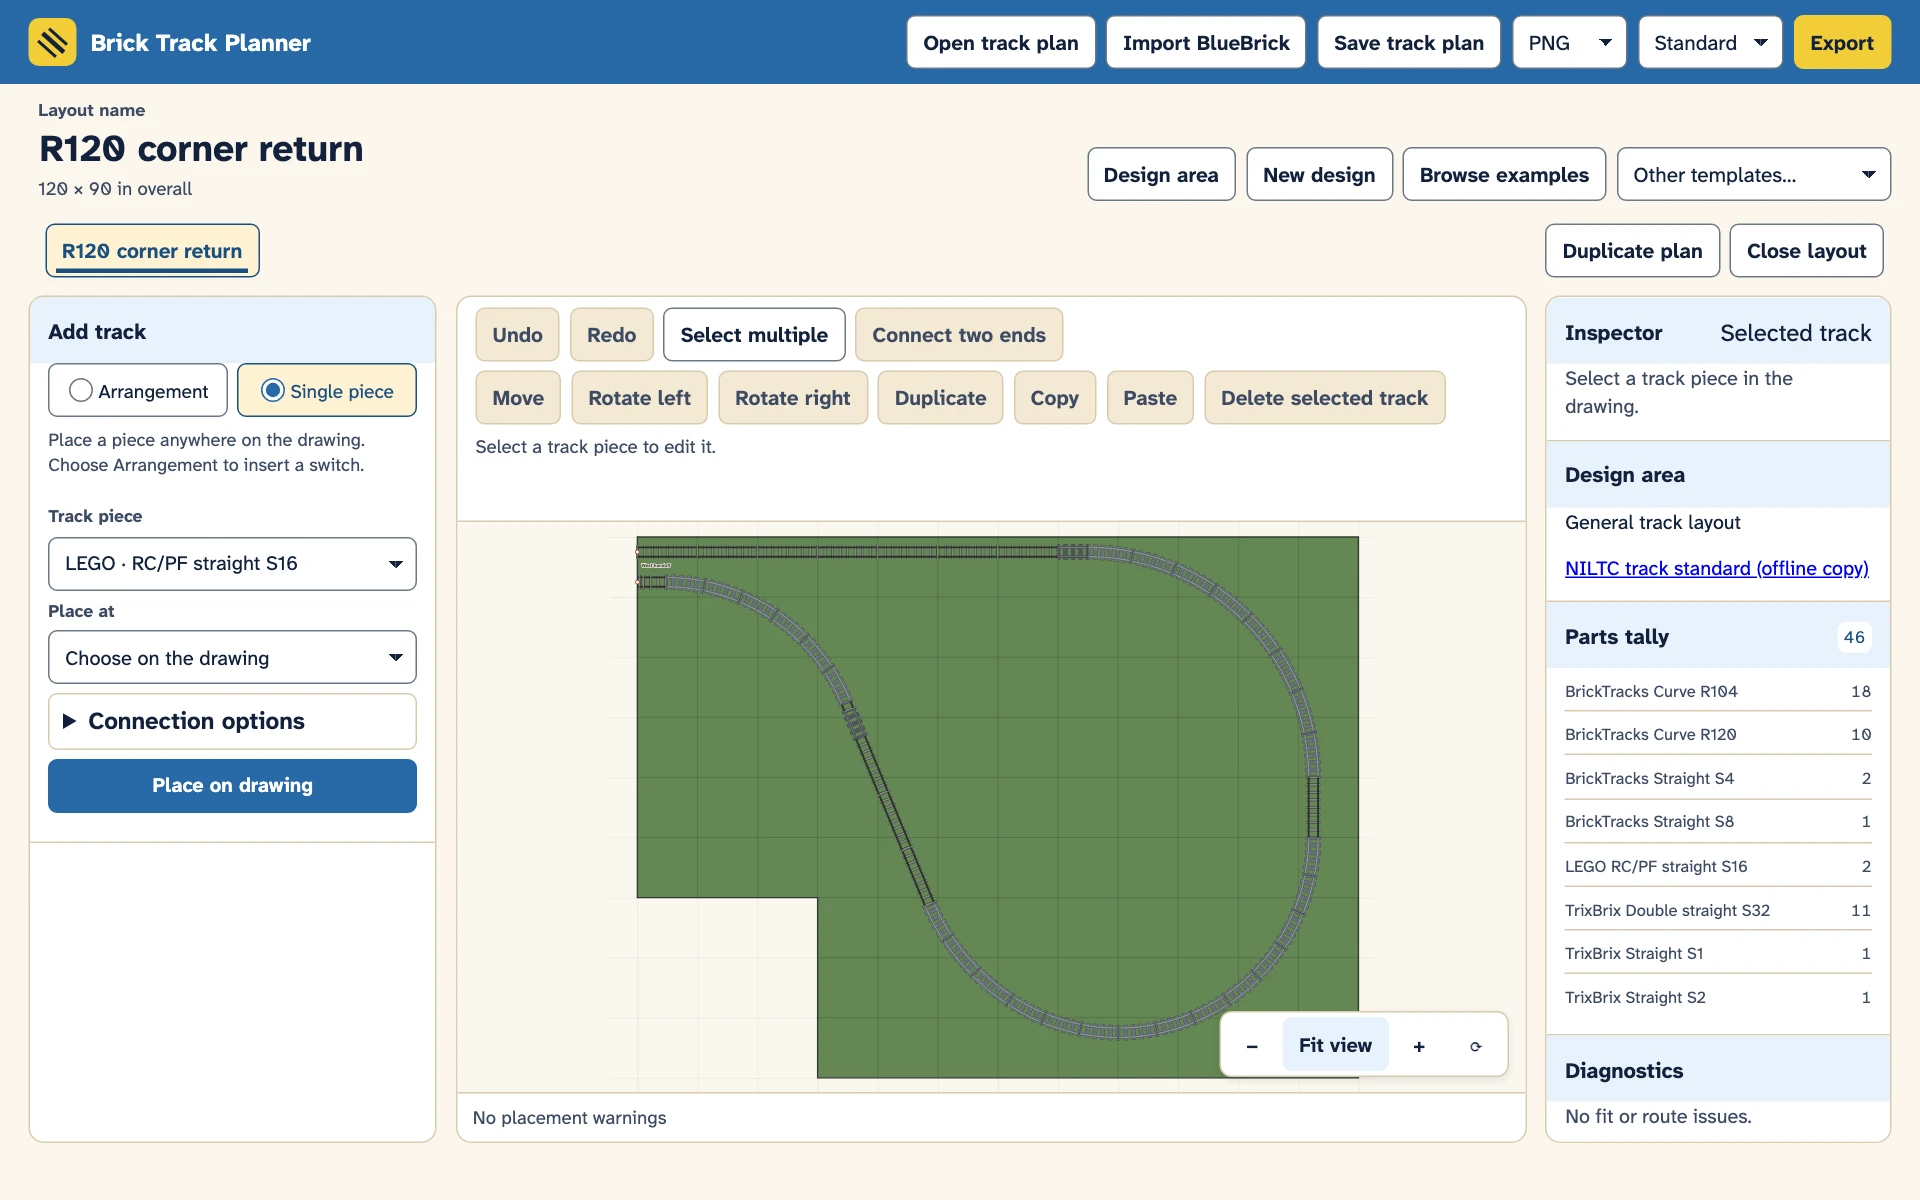 Brick Track Planner
Open track plan
Import BlueBrick
Save track plan
PNG
Standard
Export
Layout name
R120 corner return
120 × 90 in overall
Design area
New design
Browse examples
Other templates...
R120 corner return
Duplicate plan
Close layout
Add track
Arrangement
Single piece
Place a piece anywhere on the drawing.
Choose Arrangement to insert a switch.
Track piece
LEGO · RC/PF straight S16
Place at
Choose on the drawing
Connection options
Place on drawing
Undo
Redo
Select multiple
Connect two ends
Move
Rotate left
Rotate right
Duplicate
Copy
Paste
Delete selected track
Select a track piece to edit it.
− Fit view +
No placement warnings
Inspector
Selected track
Select a track piece in the
drawing.
Design area
General track layout
NILTC track standard (offline copy)
Parts tally 46
BrickTracks Curve R104 18
BrickTracks Curve R120 10
BrickTracks Straight S4 2
BrickTracks Straight S8 1
LEGO RC/PF straight S16 2
TrixBrix Double straight S32 11
TrixBrix Straight S1 1
TrixBrix Straight S2 1
Diagnostics
No fit or route issues.